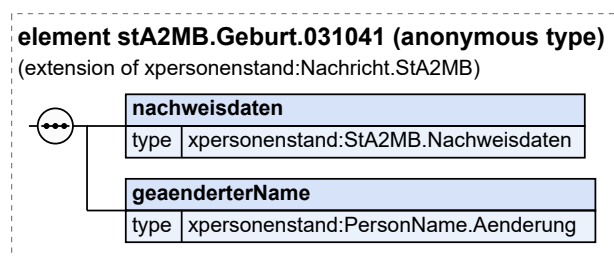 element stA2MB.Geburt.031041 (anonymous type)
(extension of xpersonenstand:Nachricht.StA2MB)
nachweisdaten
type xpersonenstand:StA2MB.Nachweisdaten
geaenderterName
type xpersonenstand:PersonName.Aenderung